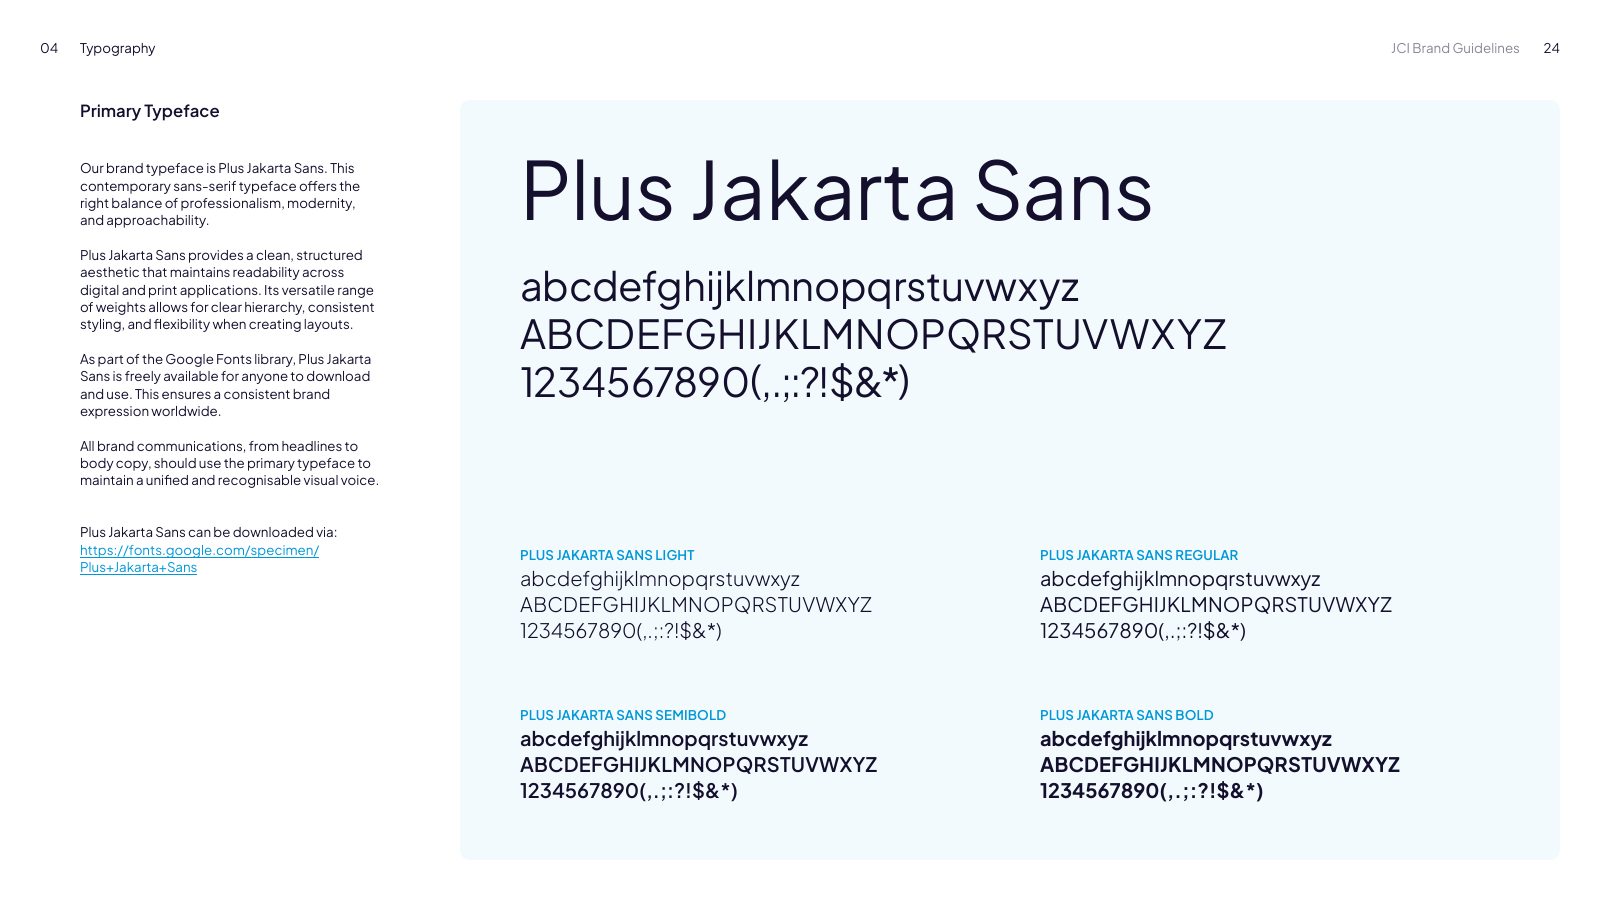 04 Typography
JCI Brand Guidelines 24
Primary Typeface
Our brand typeface is Plus Jakarta Sans. This
contemporary sans-serif typeface offers the
right balance of professionalism, modernity,
and approachability.
Plus Jakarta Sans provides a clean, structured
aesthetic that maintains readability across
digital and print applications. Its versatile range
of weights allows for clear hierarchy, consistent
styling, and flexibility when creating layouts.
As part of the Google Fonts library, Plus Jakarta
Sans is freely available for anyone to download
and use. This ensures a consistent brand
expression worldwide.
All brand communications, from headlines to
body copy, should use the primary typeface to
maintain a unified and recognisable visual voice.
Plus Jakarta Sans can be downloaded via:
https://fonts.google.com/specimen/
Plus+Jakarta+Sans
Plus Jakarta Sans
abcdefghijklmnopqrstuvwxyz
ABCDEFGHIJKLMNOPQRSTUVWXYZ
1234567890(,.;:?!$&*)
PLUS JAKARTA SANS LIGHT
abcdefghijklmnopqrstuvwxyz
ABCDEFGHIJKLMNOPQRSTUVWXYZ
1234567890(,.;:?!$&*)
PLUS JAKARTA SANS REGULAR
abcdefghijklmnopqrstuvwxyz
ABCDEFGHIJKLMNOPQRSTUVWXYZ
1234567890(,.;:?!$&*)
PLUS JAKARTA SANS SEMIBOLD
abcdefghijklmnopqrstuvwxyz
ABCDEFGHIJKLMNOPQRSTUVWXYZ
1234567890(,.;:?!$&*)
PLUS JAKARTA SANS BOLD
abcdefghijklmnopqrstuvwxyz
ABCDEFGHIJKLMNOPQRSTUVWXYZ
1234567890(,.;:?!$&*)